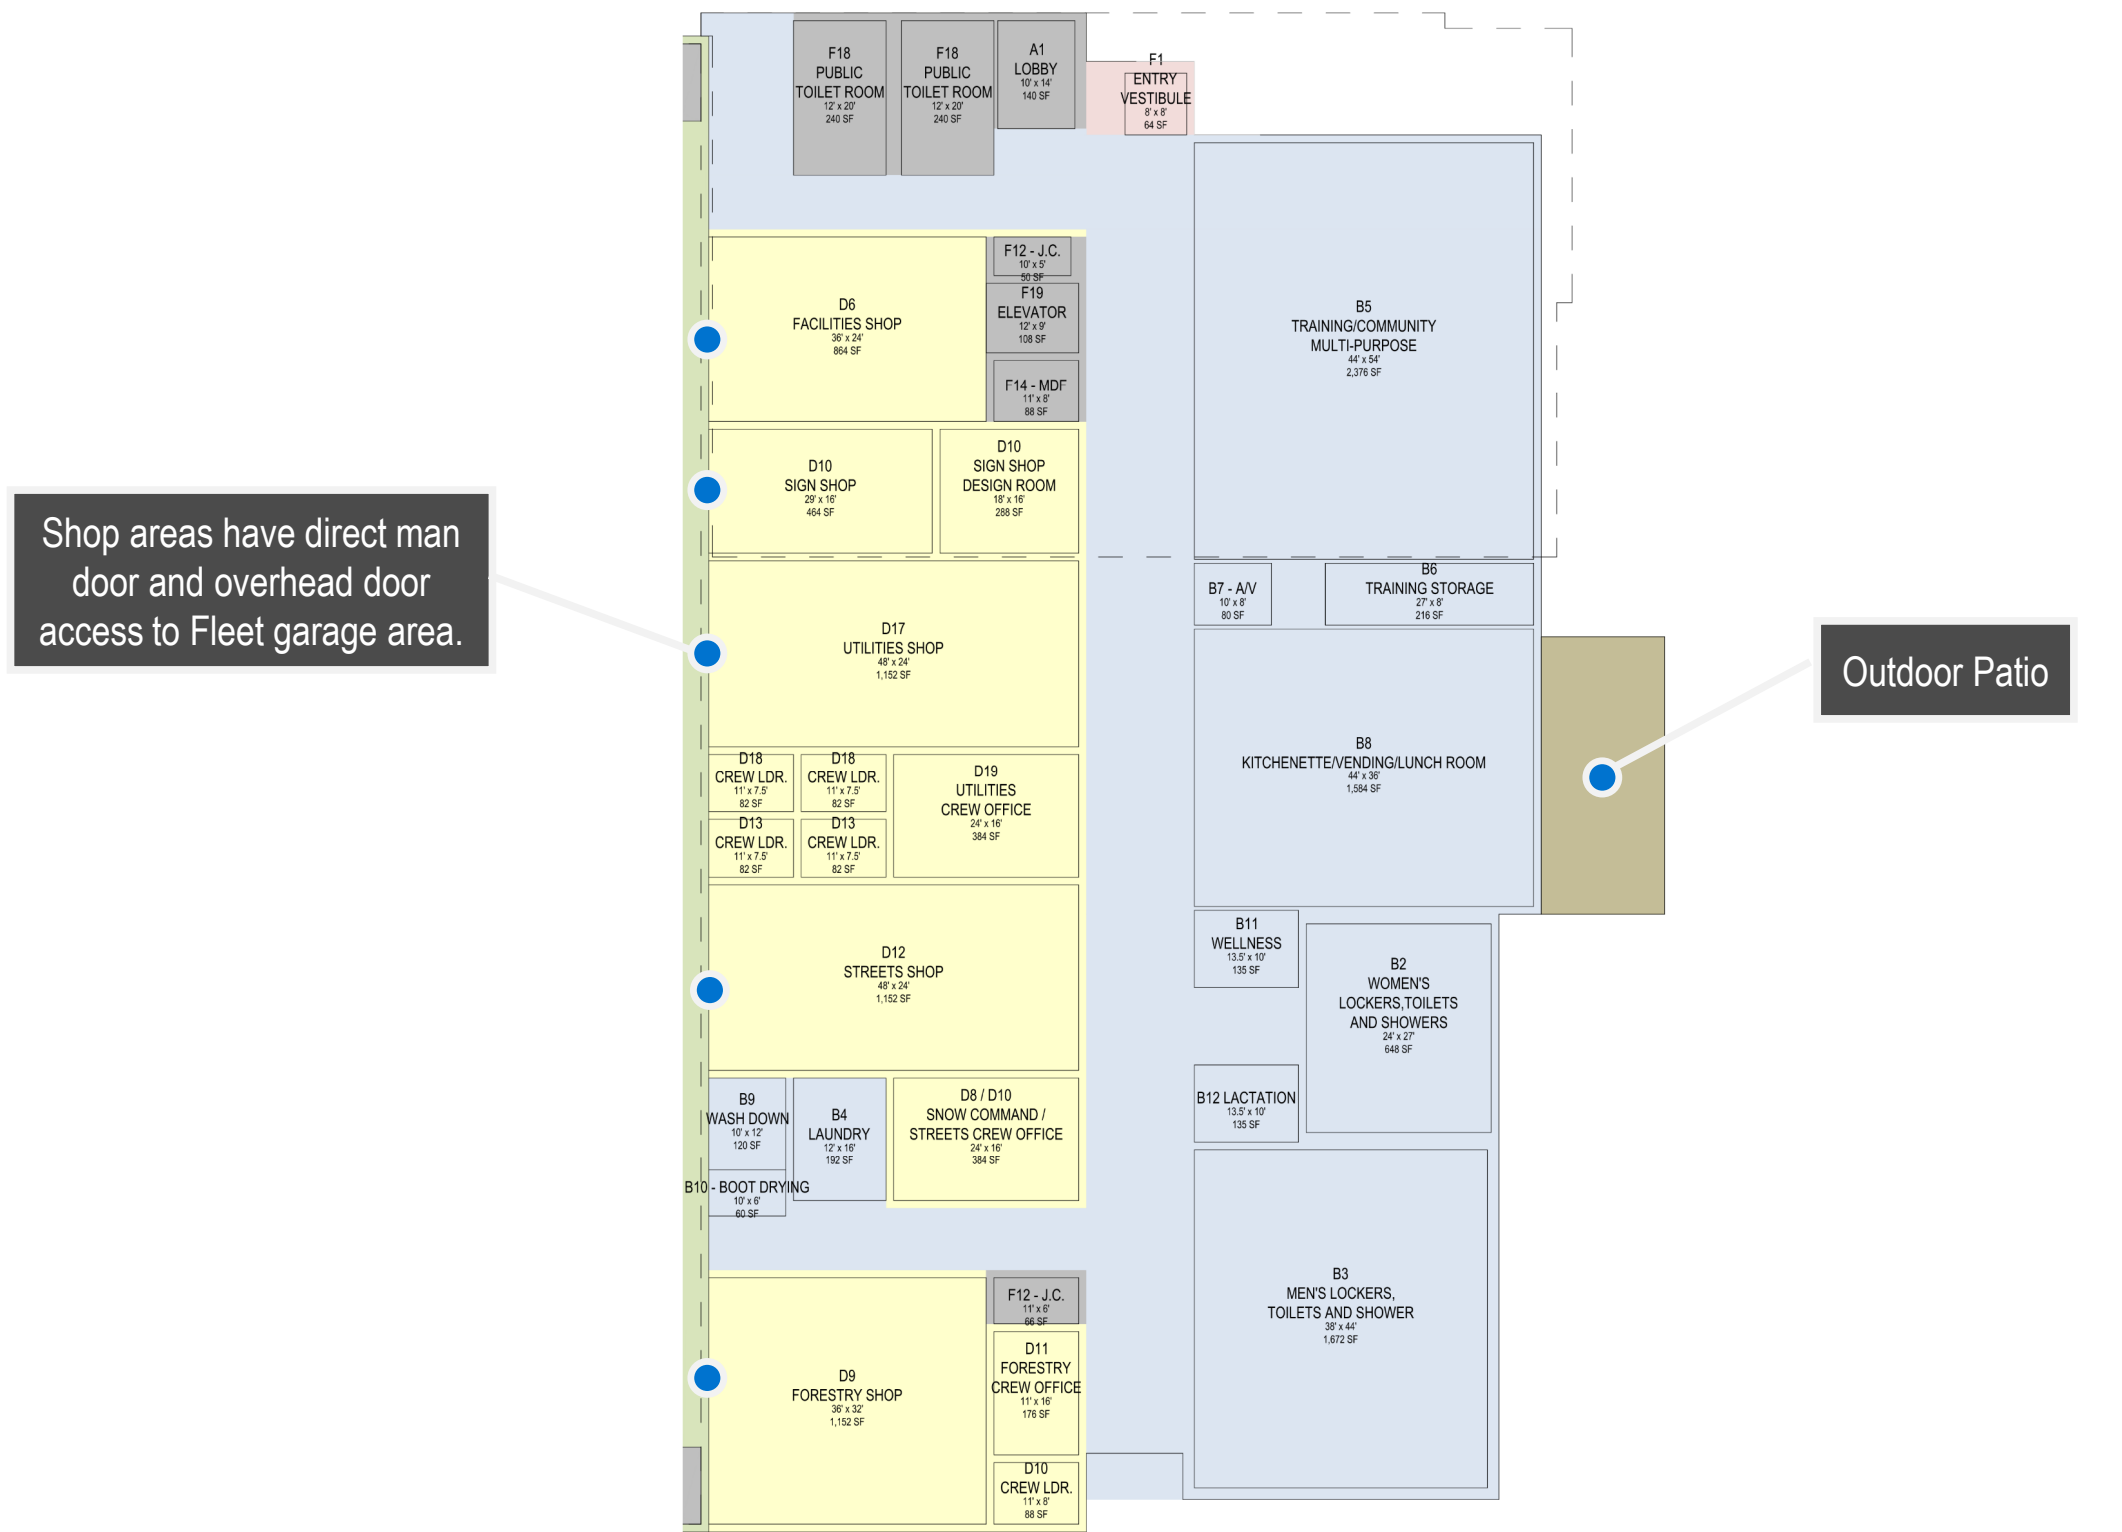 F18
PUBLIC
TOILET ROOM
12' x 20'
240 SF
F18
PUBLIC
TOILET ROOM
12' x 20'
240 SF
A1
LOBBY
10' x 14'
140 SF
F1
ENTRY
VESTIBULE
8' x 8'
64 SF
D6
FACILITIES SHOP
36' x 24'
864 SF
F12 - J.C.
10' x 5'
50 SF
F19
ELEVATOR
12' x 9'
108 SF
F14 - MDF
11' x 8'
88 SF
B5
TRAINING/COMMUNITY
MULTI-PURPOSE
44' x 54'
2,376 SF
D10
SIGN SHOP
29' x 16'
464 SF
D10
SIGN SHOP
DESIGN ROOM
18' x 16'
288 SF
Shop areas have direct man
door and overhead door
access to Fleet garage area.
D17
UTILITIES SHOP
48' x 24'
1,152 SF
B7 - A/V
10' x 8'
80 SF
B6
TRAINING STORAGE
27' x 8'
216 SF
Outdoor Patio
D18
CREW LDR.
11' x 7.5'
82 SF
D18
CREW LDR.
11' x 7.5'
82 SF
D19
UTILITIES
CREW OFFICE
24' x 16'
384 SF
D13
CREW LDR.
11' x 7.5'
82 SF
D13
CREW LDR.
11' x 7.5'
82 SF
B8
KITCHENETTE/VENDING/LUNCH ROOM
44' x 36'
1,584 SF
D12
STREETS SHOP
48' x 24'
1,152 SF
B11
WELLNESS
13.5' x 10'
135 SF
B2
WOMEN'S
LOCKERS,TOILETS
AND SHOWERS
24' x 27'
648 SF
B9
WASH DOWN
10' x 12'
120 SF
B4
LAUNDRY
12' x 16'
192 SF
D8 / D10
SNOW COMMAND /
STREETS CREW OFFICE
24' x 16'
384 SF
B12 LACTATION
13.5' x 10'
135 SF
B10 - BOOT DRYING
10' x 6'
60 SF
D9
FORESTRY SHOP
36' x 32'
1,152 SF
F12 - J.C.
11' x 6'
66 SF
D11
FORESTRY
CREW OFFICE
11' x 16'
176 SF
D10
CREW LDR.
11' x 8'
88 SF
B3
MEN'S LOCKERS,
TOILETS AND SHOWER
38' x 44'
1,672 SF